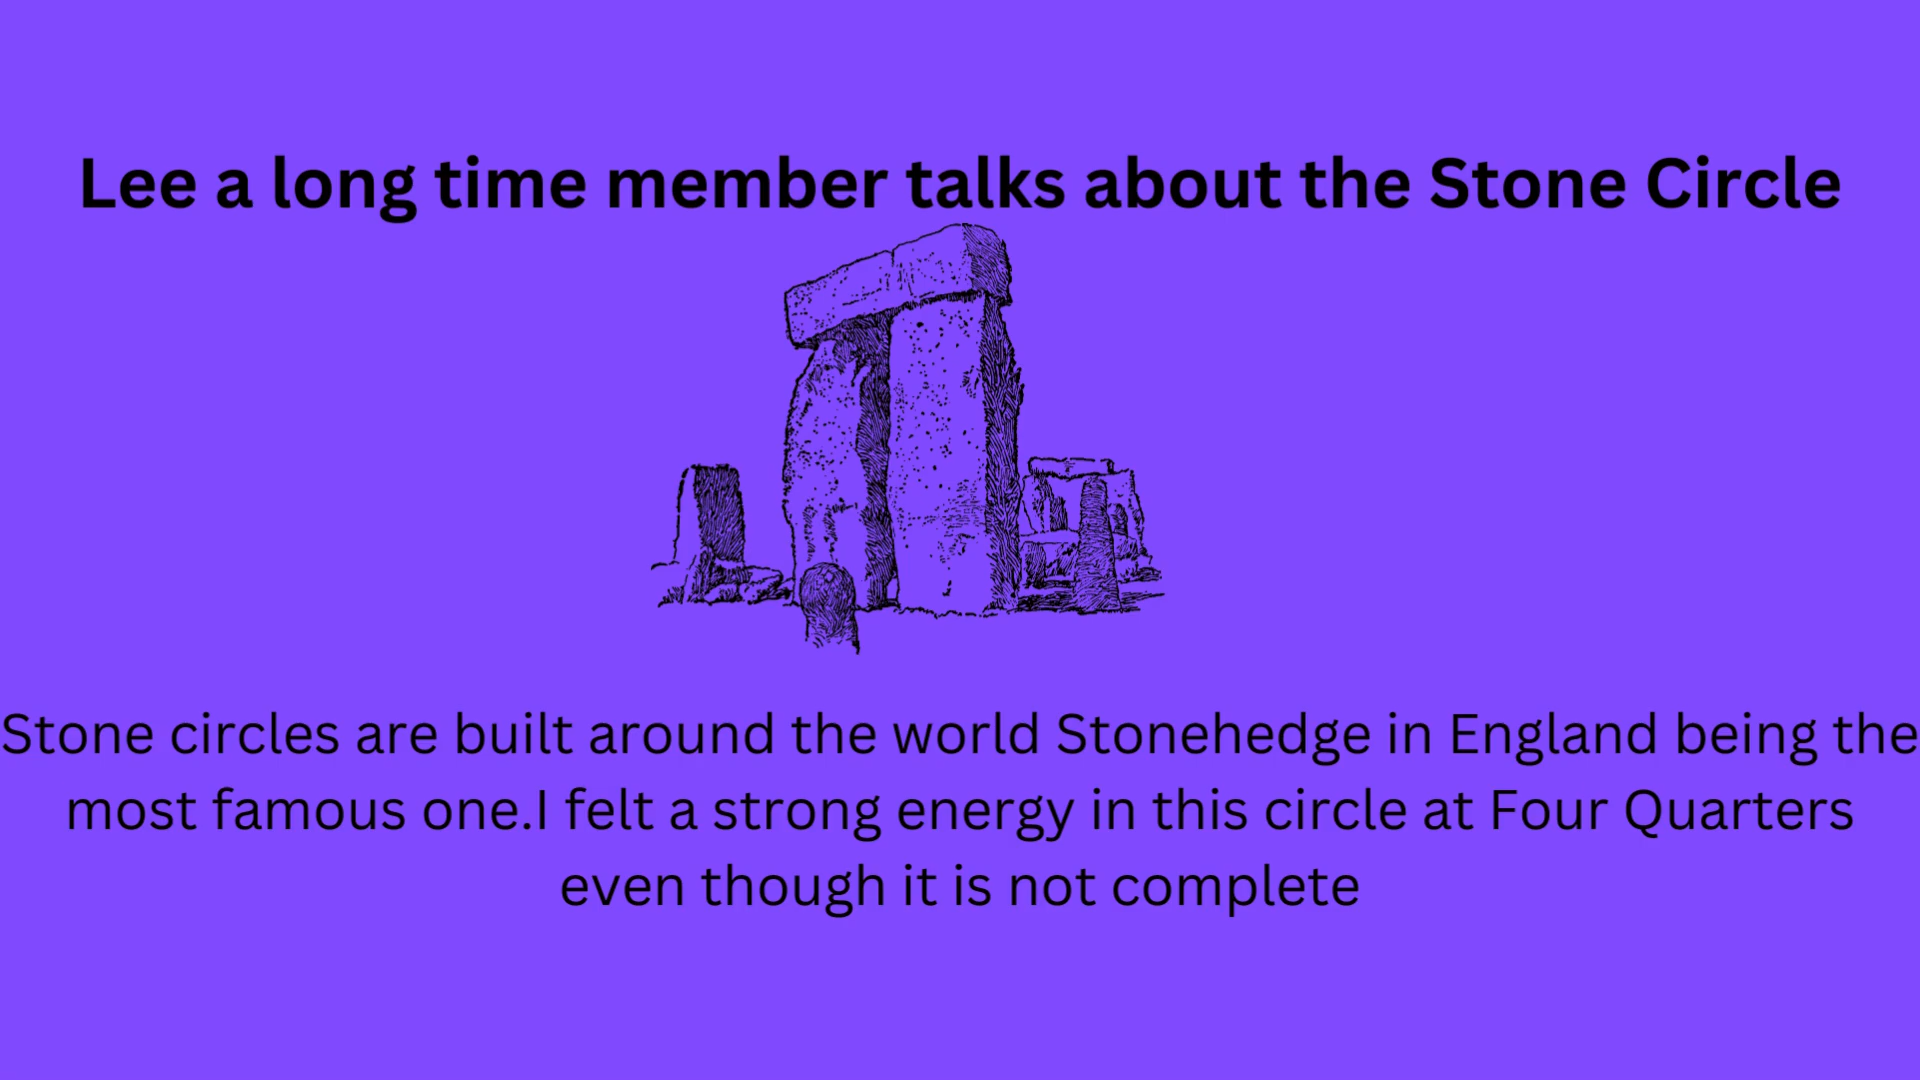 Lee a long time member talks about the Stone Circle
Stone circles are built around the world Stonehedge in England being the
most famous one.I felt a strong energy in this circle at Four Quarters
even though it is not complete